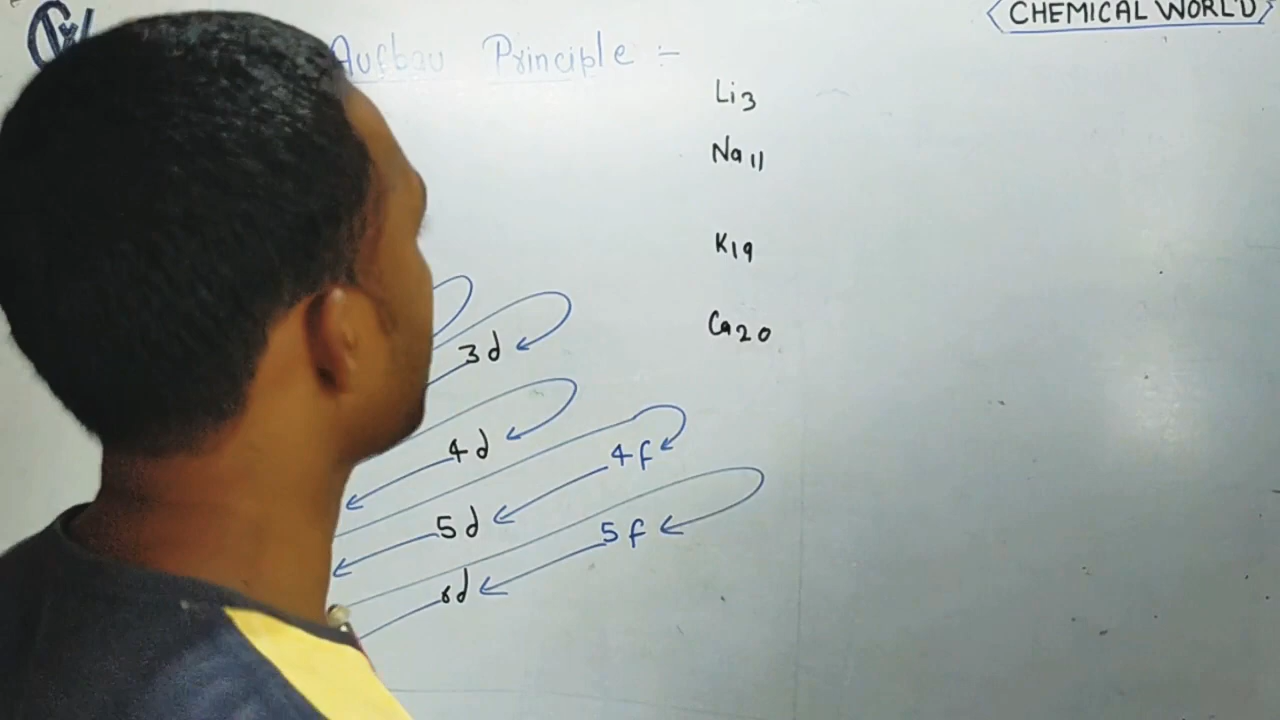 CHEMICAL WORLD
Aufbau Principle :-
Li3
Na11
K19
3d
Ca20
4d
4f
5d
5f
6d